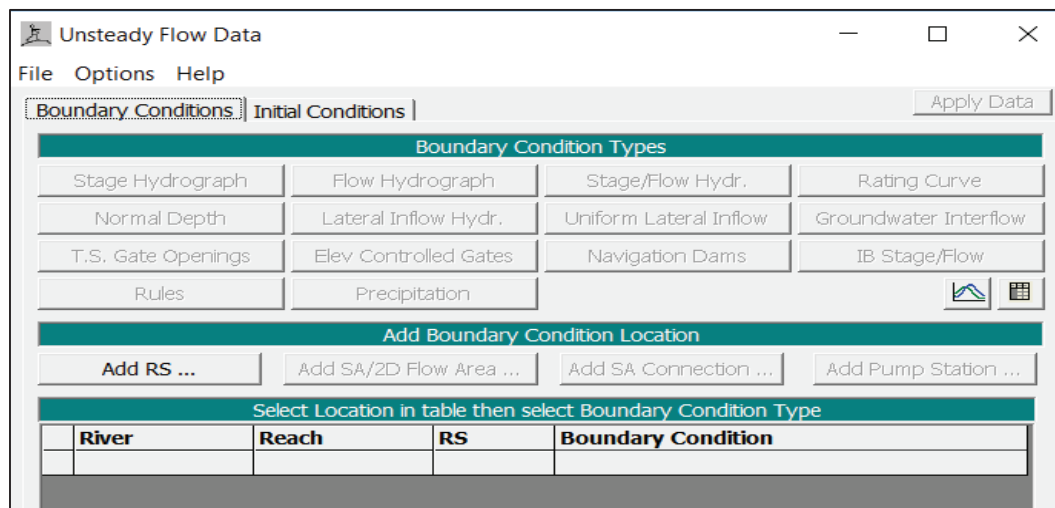 Unsteady Flow Data
File Options Help
Boundary Conditions Initial Conditions Apply Data
Boundary Condition Types
Stage Hydrograph Flow Hydrograph Stage/Flow Hydr. Rating Curve
Normal Depth Lateral Inflow Hydr. Uniform Lateral Inflow Groundwater Interflow
T.S. Gate Openings Elev Controlled Gates Navigation Dams IB Stage/Flow
Rules Precipitation
Add Boundary Condition Location
Add RS ... Add SA/2D Flow Area ... Add SA Connection ... Add Pump Station ...
Select Location in table then select Boundary Condition Type
River Reach RS Boundary Condition